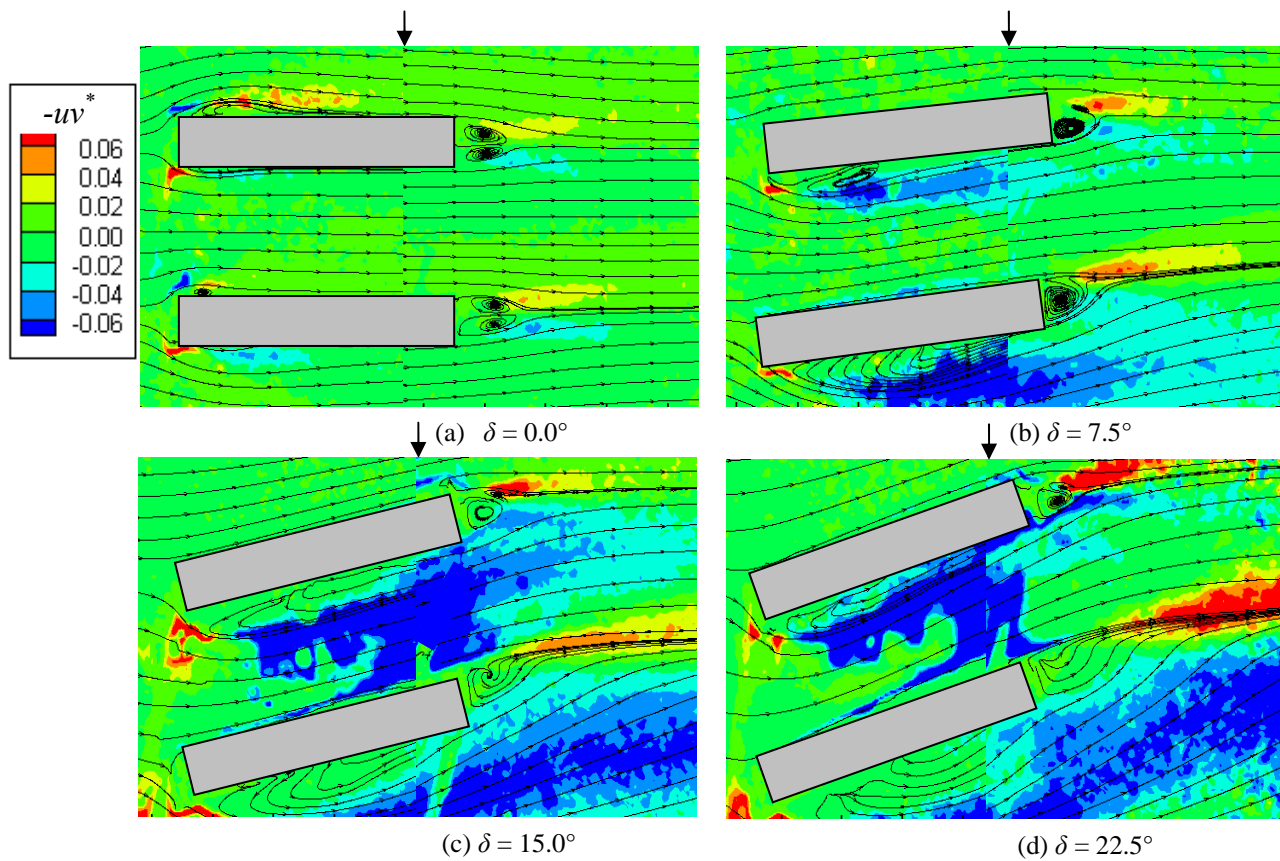 -uv*
0.06
0.04
0.02
0.00
-0.02
-0.04
-0.06
(a) δ = 0.0°
(b) δ = 7.5°
(c) δ = 15.0°
(d) δ = 22.5°